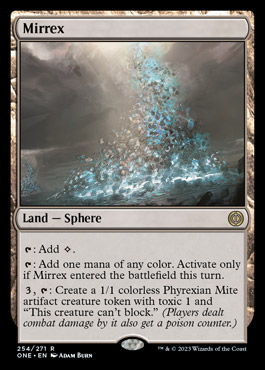 Mirrex
Land — Sphere
: Add .
: Add one mana of any color. Activate only
if Mirrex entered the battlefield this turn.
3, : Create a 1/1 colorless Phyrexian Mite
artifact creature token with toxic 1 and
“This creature can’t block.” (Players dealt
combat damage by it also get a poison counter.)
254/271 R
ONE • EN Adam Burn
™ & © 2023 Wizards of the Coast